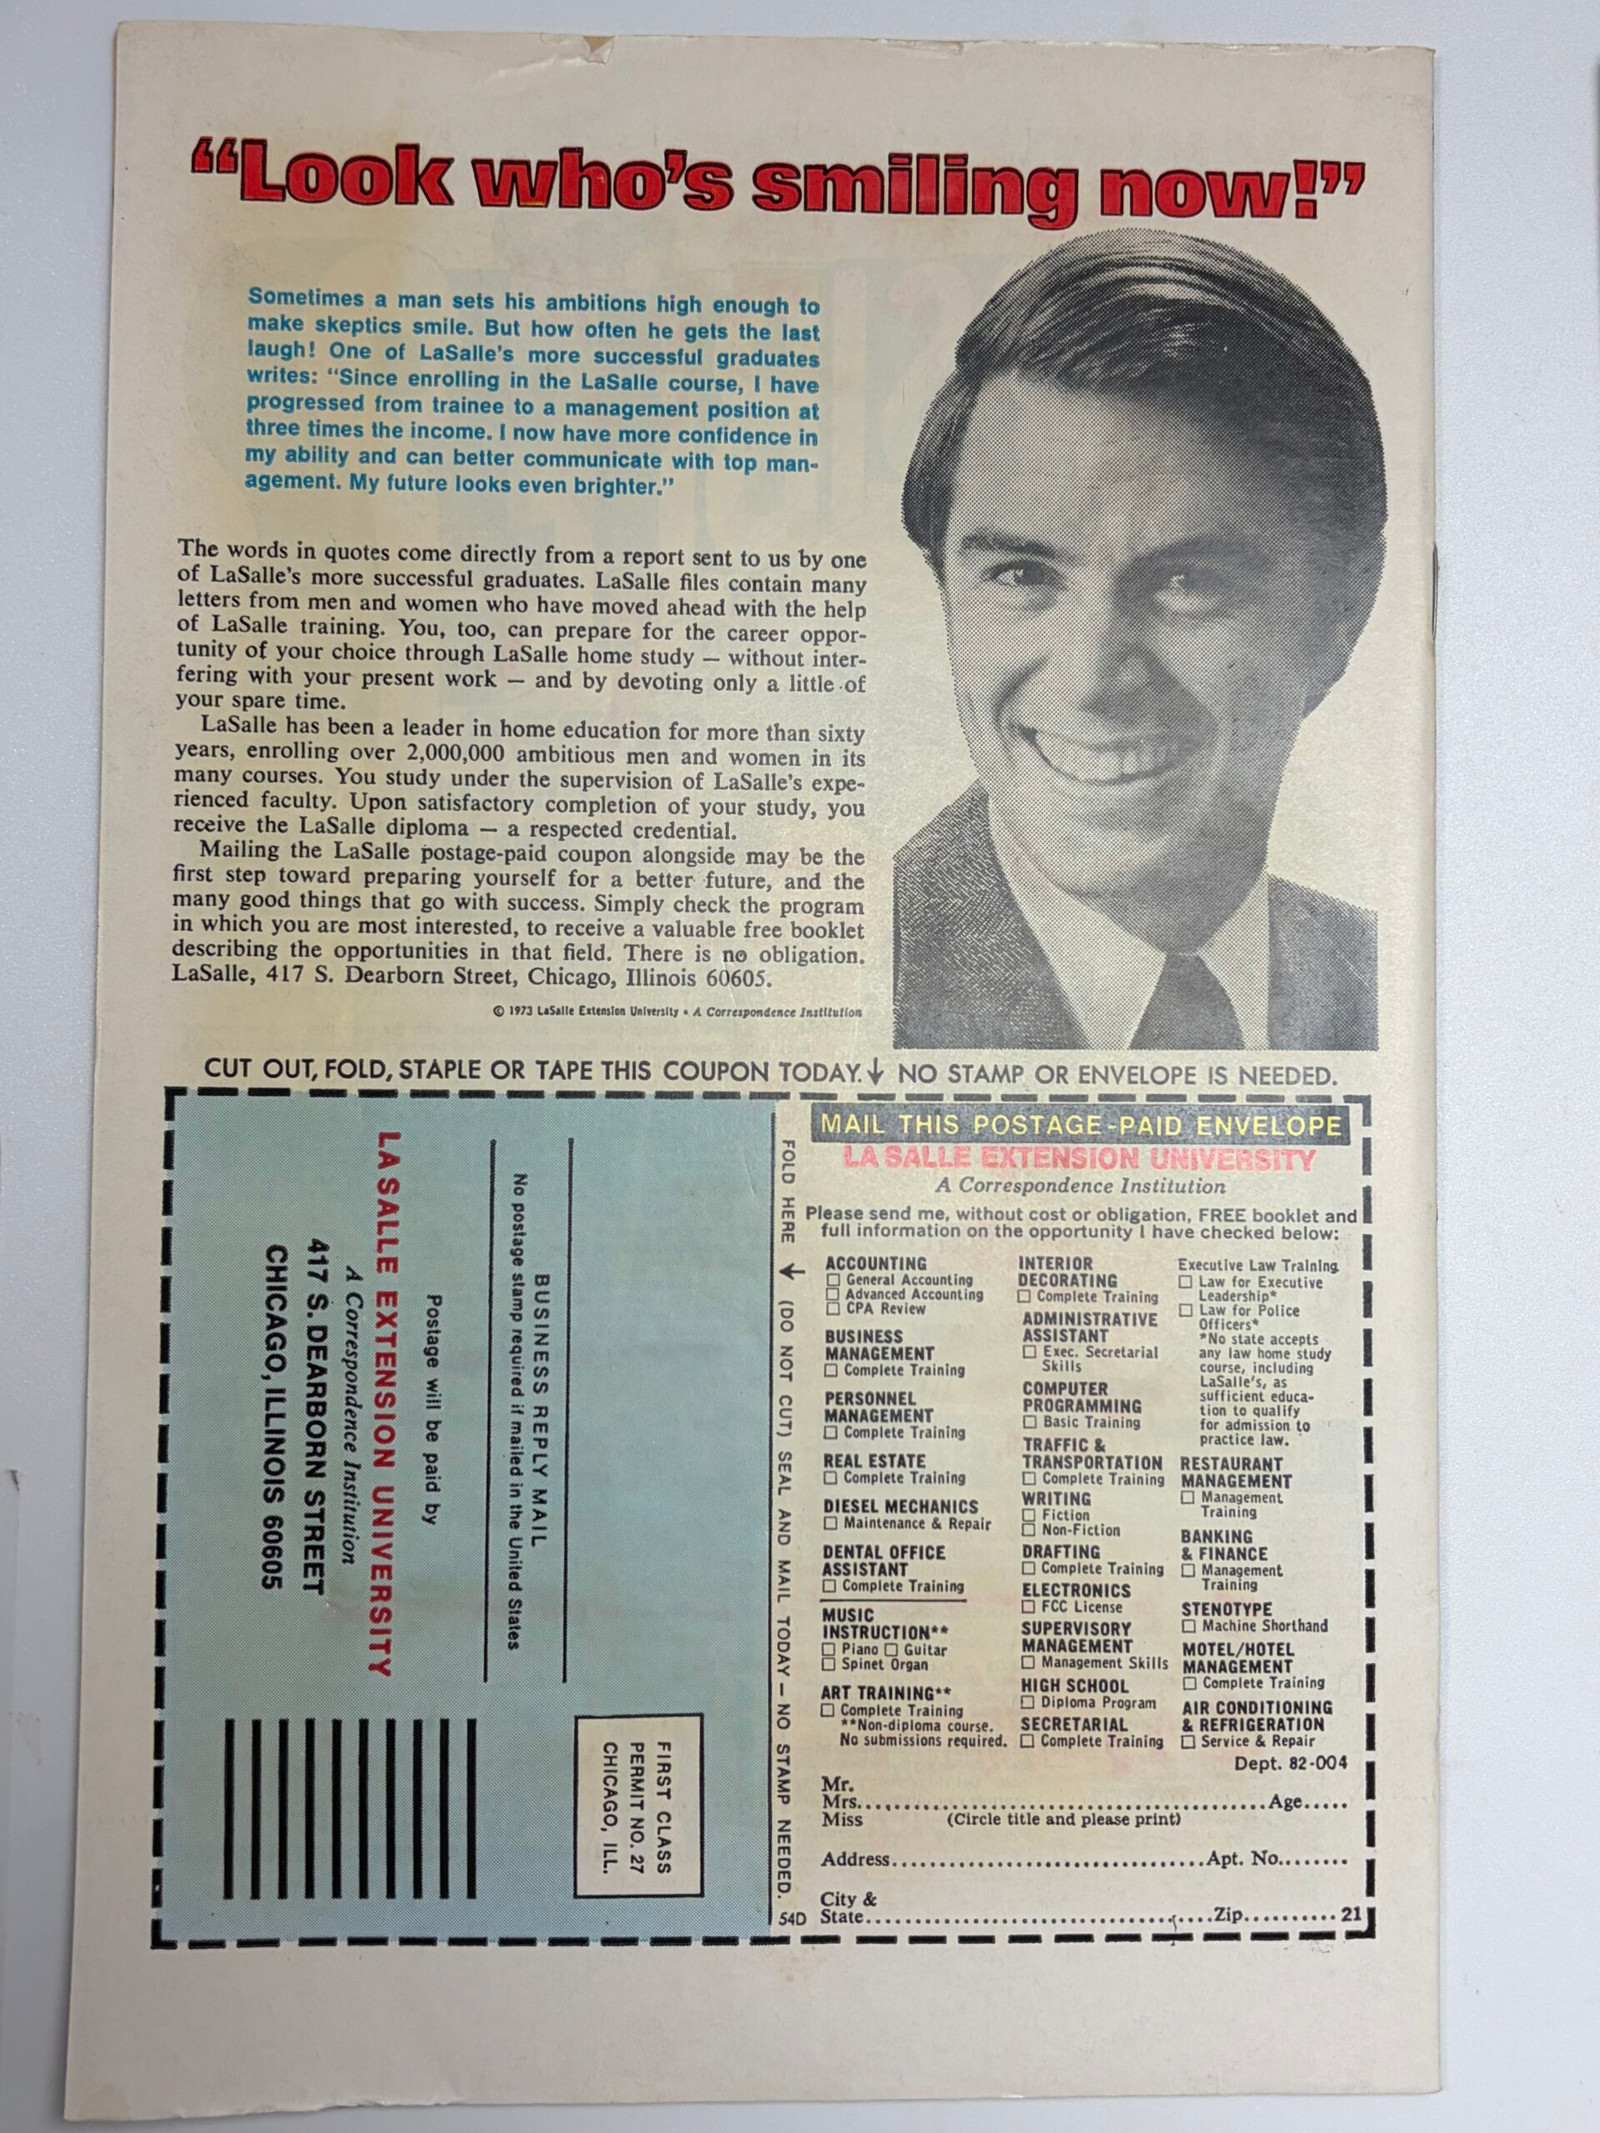 “Look who's smiling now!”
Sometimes a man sets his ambitions high enough to
make skeptics smile. But how often he gets the last
laugh! One of LaSalle's more successful graduates
writes: “Since enrolling in the LaSalle course, I have
progressed from trainee to a management position at
three times the income. I now have more confidence in
my ability and can better communicate with top man-
agement. My future looks even brighter.”
The words in quotes come directly from a report sent to us by one
of LaSalle's more successful graduates. LaSalle files contain many
letters from men and women who have moved ahead with the help
of LaSalle training. You, too, can prepare for the career oppor-
tunity of your choice through LaSalle home study — without inter-
fering with your present work — and by devoting only a little of
your spare time.
LaSalle has been a leader in home education for more than sixty
years, enrolling over 2,000,000 ambitious men and women in its
many courses. You study under the supervision of LaSalle's expe-
rienced faculty. Upon satisfactory completion of your study, you
receive the LaSalle diploma — a respected credential.
Mailing the LaSalle postage-paid coupon alongside may be the
first step toward preparing yourself for a better future, and the
many good things that go with success. Simply check the program
in which you are most interested, to receive a valuable free booklet
describing the opportunities in that field. There is no obligation.
LaSalle, 417 S. Dearborn Street, Chicago, Illinois 60605.
© 1973 LaSalle Extension University • A Correspondence Institution
CUT OUT, FOLD, STAPLE OR TAPE THIS COUPON TODAY.↓ NO STAMP OR ENVELOPE IS NEEDED.
FIRST CLASS
PERMIT NO. 27
CHICAGO, ILL.
BUSINESS REPLY MAIL
No postage stamp required if mailed in the United States
Postage will be paid by
LASALLE EXTENSION UNIVERSITY
A Correspondence Institution
417 S. DEARBORN STREET
CHICAGO, ILLINOIS 60605
FOLD HERE ↓ (DO NOT CUT) SEAL AND MAIL TODAY — NO STAMP NEEDED.
54D
MAIL THIS POSTAGE-PAID ENVELOPE
LA SALLE EXTENSION UNIVERSITY
A Correspondence Institution
Please send me, without cost or obligation, FREE booklet and
full information on the opportunity I have checked below:
ACCOUNTING
☐ General Accounting
☐ Advanced Accounting
☐ CPA Review
BUSINESS
MANAGEMENT
☐ Complete Training
PERSONNEL
MANAGEMENT
☐ Complete Training
REAL ESTATE
☐ Complete Training
DIESEL MECHANICS
☐ Maintenance & Repair
DENTAL OFFICE
ASSISTANT
☐ Complete Training
MUSIC
INSTRUCTION**
☐ Piano ☐ Guitar
☐ Spinet Organ
ART TRAINING**
☐ Complete Training
**Non-diploma course.
No submissions required.
INTERIOR
DECORATING
☐ Complete Training
ADMINISTRATIVE
ASSISTANT
☐ Exec. Secretarial
Skills
COMPUTER
PROGRAMMING
☐ Basic Training
TRAFFIC &
TRANSPORTATION
☐ Complete Training
WRITING
☐ Fiction
☐ Non-Fiction
DRAFTING
☐ Complete Training
ELECTRONICS
☐ FCC License
SUPERVISORY
MANAGEMENT
☐ Management Skills
HIGH SCHOOL
☐ Diploma Program
SECRETARIAL
☐ Complete Training
Executive Law Training
☐ Law for Executive
Leadership*
☐ Law for Police
Officers*
*No state accepts
any law home study
course, including
LaSalle's, as
sufficient educa-
tion to qualify
for admission to
practice law.
RESTAURANT
MANAGEMENT
☐ Management
Training
BANKING
& FINANCE
☐ Management
Training
STENOTYPE
☐ Machine Shorthand
MOTEL/HOTEL
MANAGEMENT
☐ Complete Training
AIR CONDITIONING
& REFRIGERATION
☐ Service & Repair
Dept. 82-004
Mr.
Mrs. ........ Age.....
Miss (Circle title and please print)
Address........ Apt. No........
City &
State........ Zip.......... 21